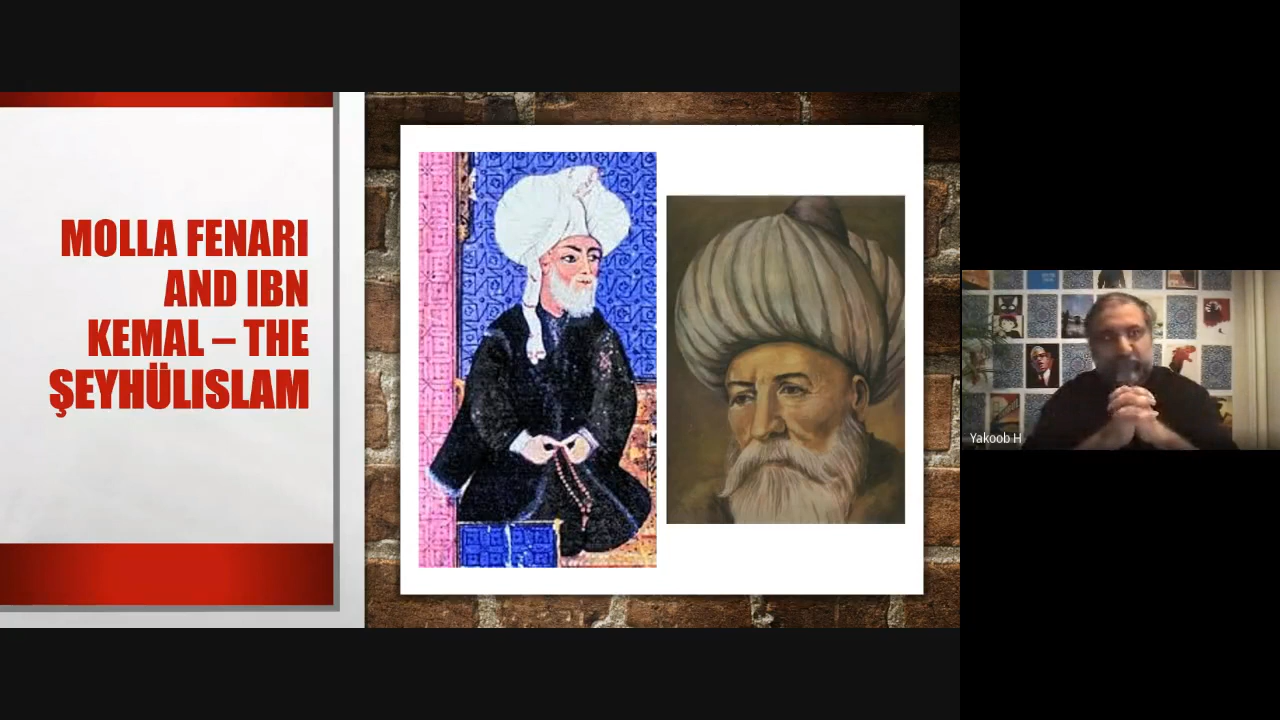 MOLLA FENARI
AND IBN
KEMAL – THE
ŞEYHÜLISLAM
Yakoob H